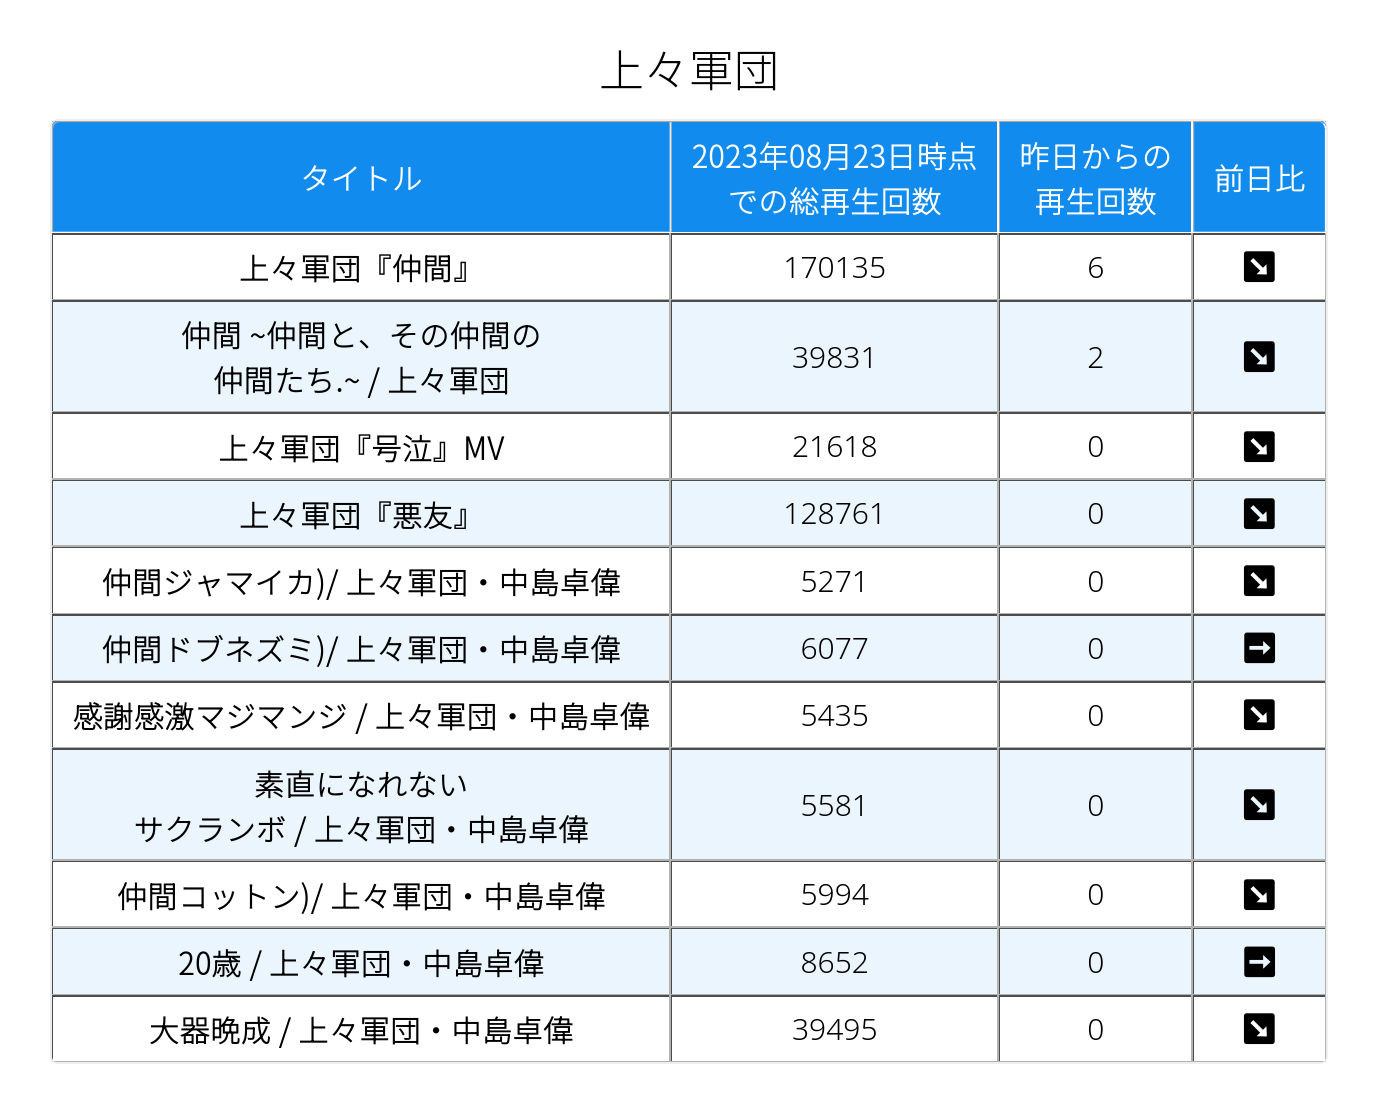 上々軍団
タイトル
2023年08月23日時点
での総再生回数
昨日からの
再生回数
前日比
上々軍団『仲間』
170135
6
↘
仲間 ~仲間と、その仲間の
仲間たち.~ / 上々軍団
39831
2
↘
上々軍団『号泣』MV
21618
0
↘
上々軍団『悪友』
128761
0
↘
仲間ジャマイカ)/ 上々軍団・中島卓偉
5271
0
↘
仲間ドブネズミ)/ 上々軍団・中島卓偉
6077
0
➡
感謝感激マジマンジ / 上々軍団・中島卓偉
5435
0
↘
素直になれない
サクランボ / 上々軍団・中島卓偉
5581
0
↘
仲間コットン)/ 上々軍団・中島卓偉
5994
0
↘
20歳 / 上々軍団・中島卓偉
8652
0
➡
大器晩成 / 上々軍団・中島卓偉
39495
0
↘